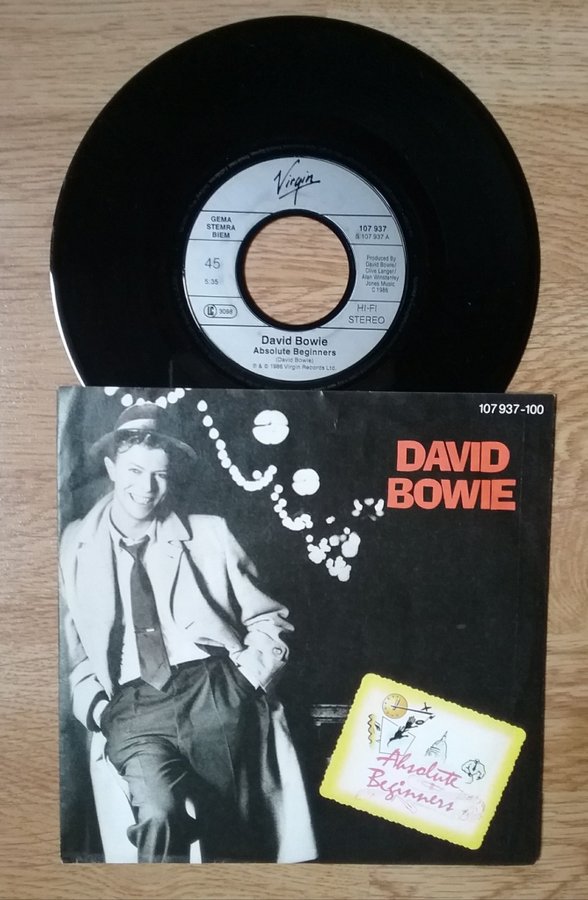 Virgin
GEMA
STEMRA
BIEM
45
5:35
LC 3098
107 937
S 107 937 A
Produced By
David Bowie/
Clive Langer/
Alan Winstanley
Jones Music
© 1986
HI-FI
STEREO
David Bowie
Absolute Beginners
(David Bowie)
℗ & © 1986 Virgin Records Ltd.
107 937-100
DAVID
BOWIE
Absolute
Beginners